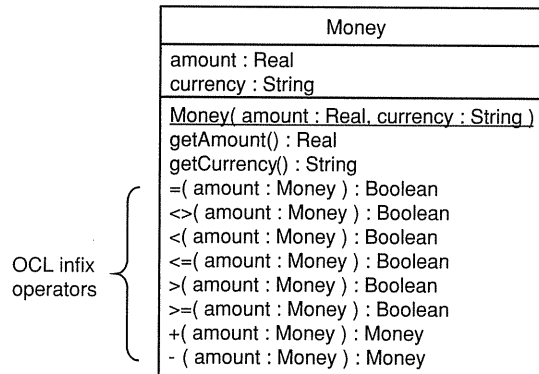 Money
amount : Real
currency : String
Money( amount : Real, currency : String )
getAmount() : Real
getCurrency() : String
=( amount : Money ) : Boolean
<>( amount : Money ) : Boolean
<( amount : Money ) : Boolean
<=( amount : Money ) : Boolean
>( amount : Money ) : Boolean
>=( amount : Money ) : Boolean
+( amount : Money ) : Money
- ( amount : Money ) : Money
OCL infix
operators